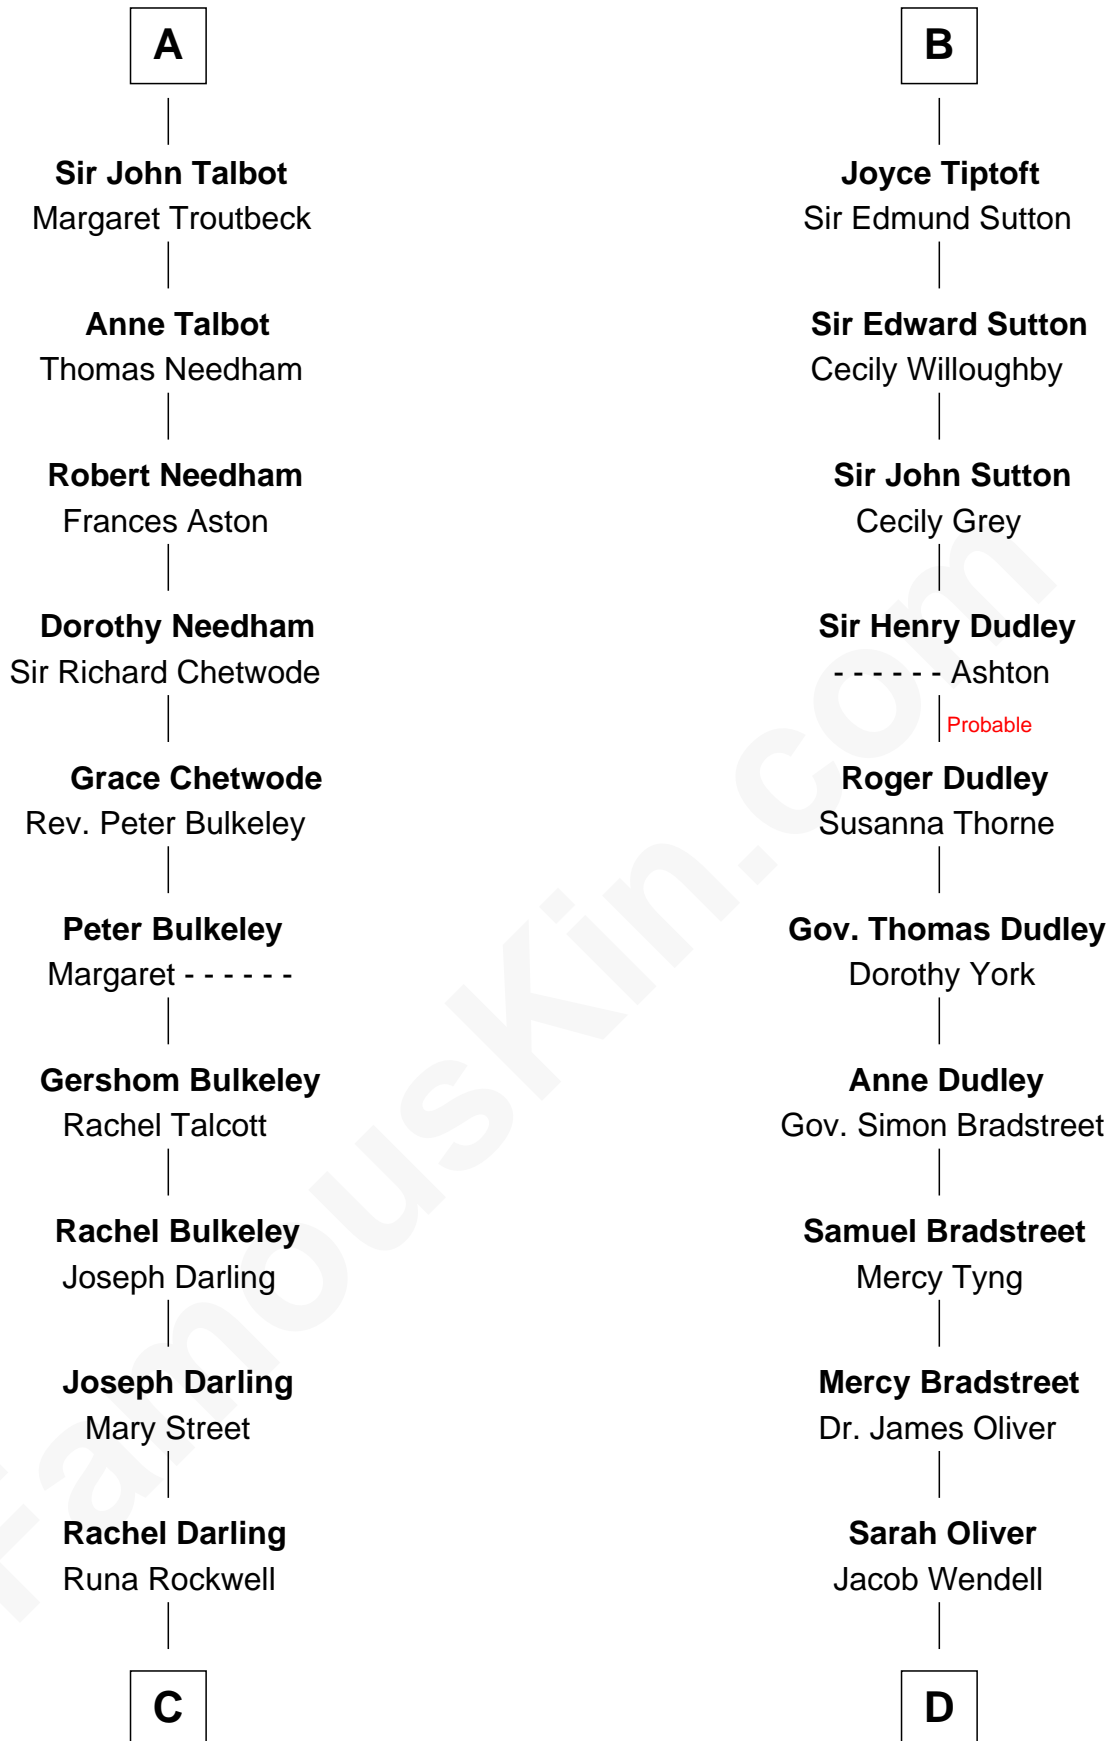 A
Sir John Talbot
Margaret Troutbeck
Anne Talbot
Thomas Needham
Robert Needham
Frances Aston
Dorothy Needham
Sir Richard Chetwode
Grace Chetwode
Rev. Peter Bulkeley
Peter Bulkeley
Margaret - - - - - -
Gershom Bulkeley
Rachel Talcott
Rachel Bulkeley
Joseph Darling
Joseph Darling
Mary Street
Rachel Darling
Runa Rockwell
C
B
Joyce Tiptoft
Sir Edmund Sutton
Sir Edward Sutton
Cecily Willoughby
Sir John Sutton
Cecily Grey
Sir Henry Dudley
- - - - - - Ashton
Probable
Roger Dudley
Susanna Thorne
Gov. Thomas Dudley
Dorothy York
Anne Dudley
Gov. Simon Bradstreet
Samuel Bradstreet
Mercy Tyng
Mercy Bradstreet
Dr. James Oliver
Sarah Oliver
Jacob Wendell
D
FamousKin.com